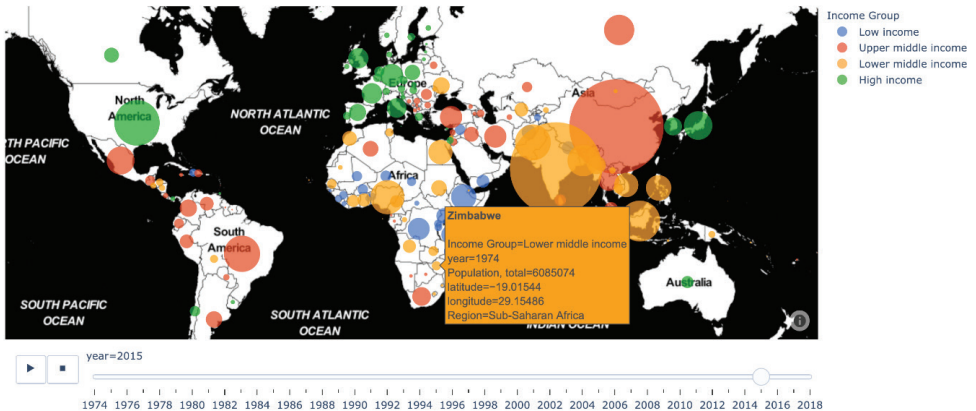 Income Group
Low income
Upper middle income
Lower middle income
High income
North
America
NORTH ATLANTIC
OCEAN
Europe
Asia
TH PACIFIC
OCEAN
Africa
South
America
Zimbabwe
Income Group=Lower middle income
year=1974
Population, total=6085074
latitude=−19.01544
longitude=29.15486
Region=Sub-Saharan Africa
Australia
SOUTH PACIFIC
OCEAN
SOUTH ATLANTIC
OCEAN
INDIAN OCEAN
i
year=2015
1974 1976 1978 1980 1982 1984 1986 1988 1990 1992 1994 1996 1998 2000 2002 2004 2006 2008 2010 2012 2014 2016 2018